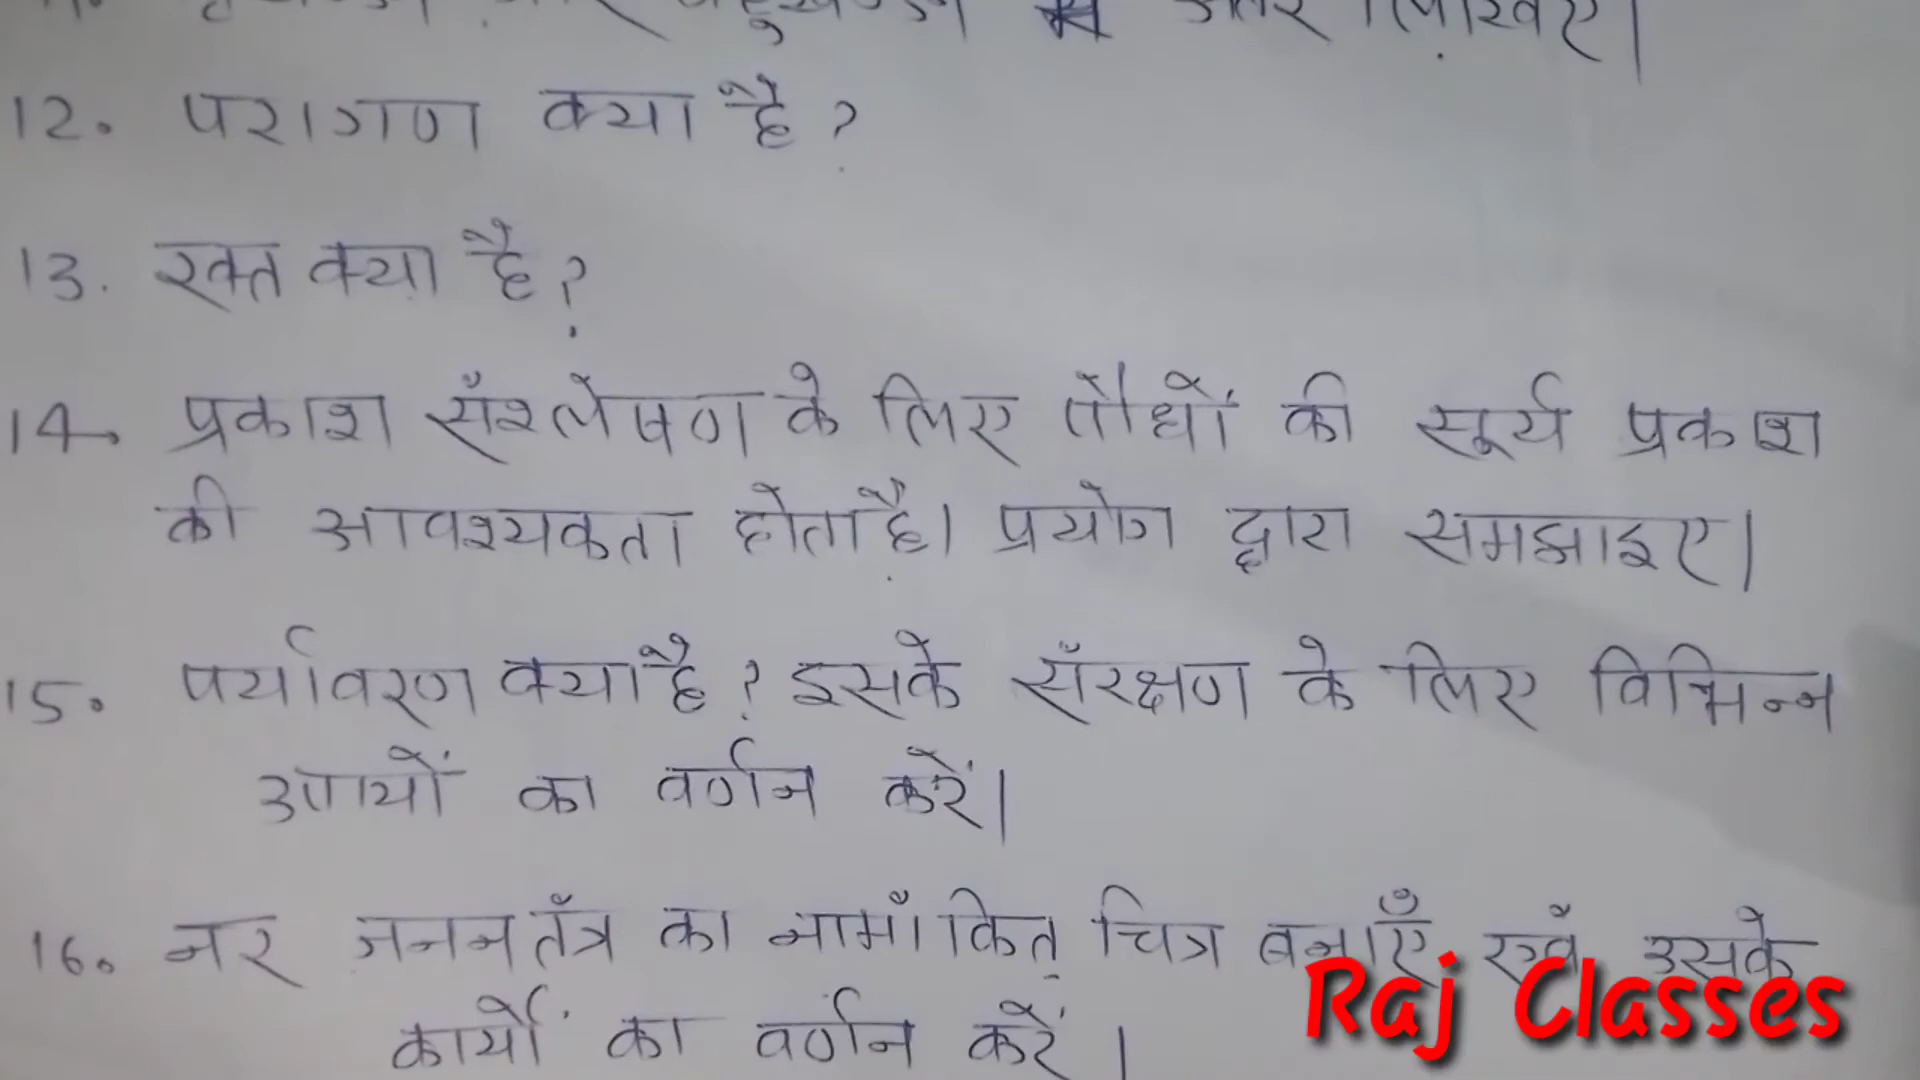 अंतर लिखिए।
12. परागण क्या है?
13. रक्त क्या है?
14. प्रकाश सँश्लेषण के लिए पौधों की सूर्य प्रकाश
की आवश्यकता होता है। प्रयोग द्वारा समझाइए।
15. पर्यावरण क्या है? इसके सँरक्षण के लिए विभिन्न
उपायों का वर्णन करें।
16. नर जननतँत्र का नामाँकित चित्र बनाएँ एवँ उसके
कार्यों का वर्णन करें।
Raj Classes